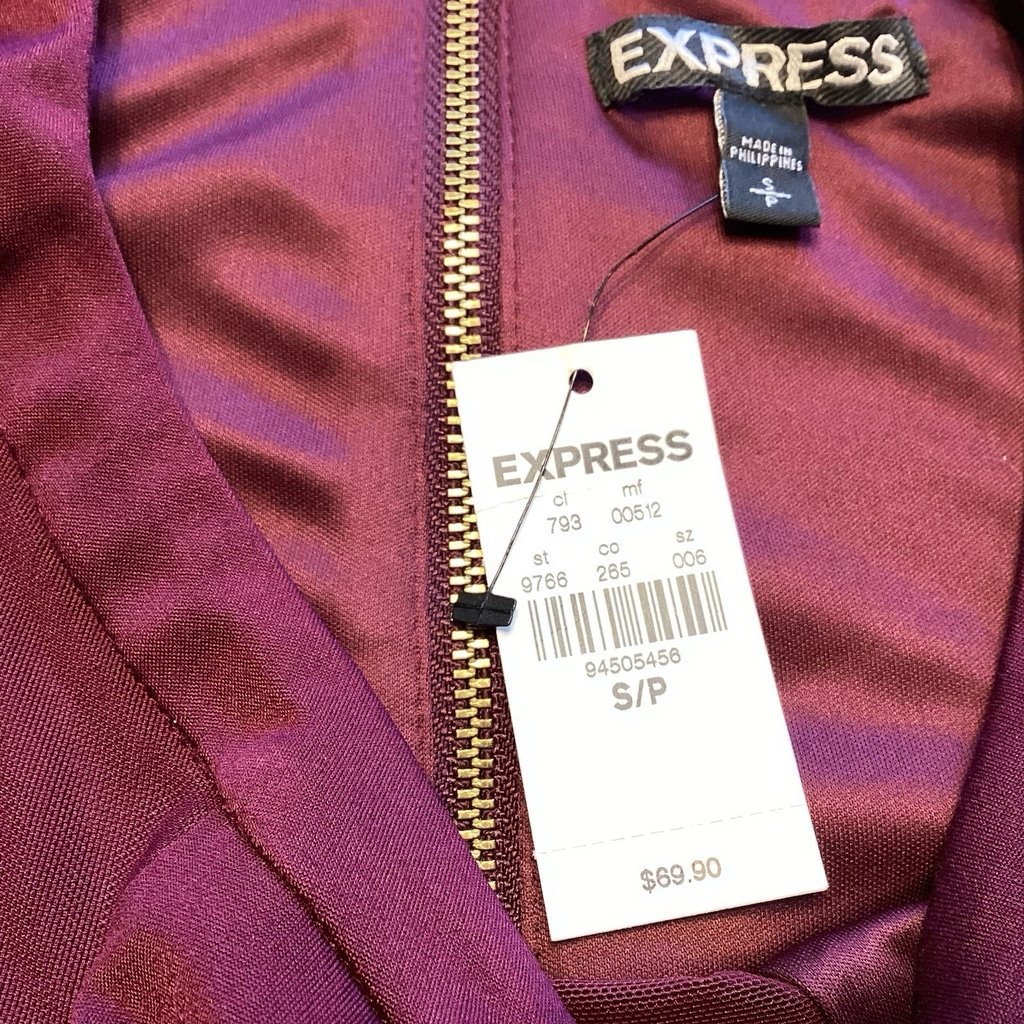 EXPRESS
MADE IN
PHILIPPINES
S
P
EXPRESS
cl mf
793 00512
st co sz
9766 265 006
94505456
S/P
$69.90